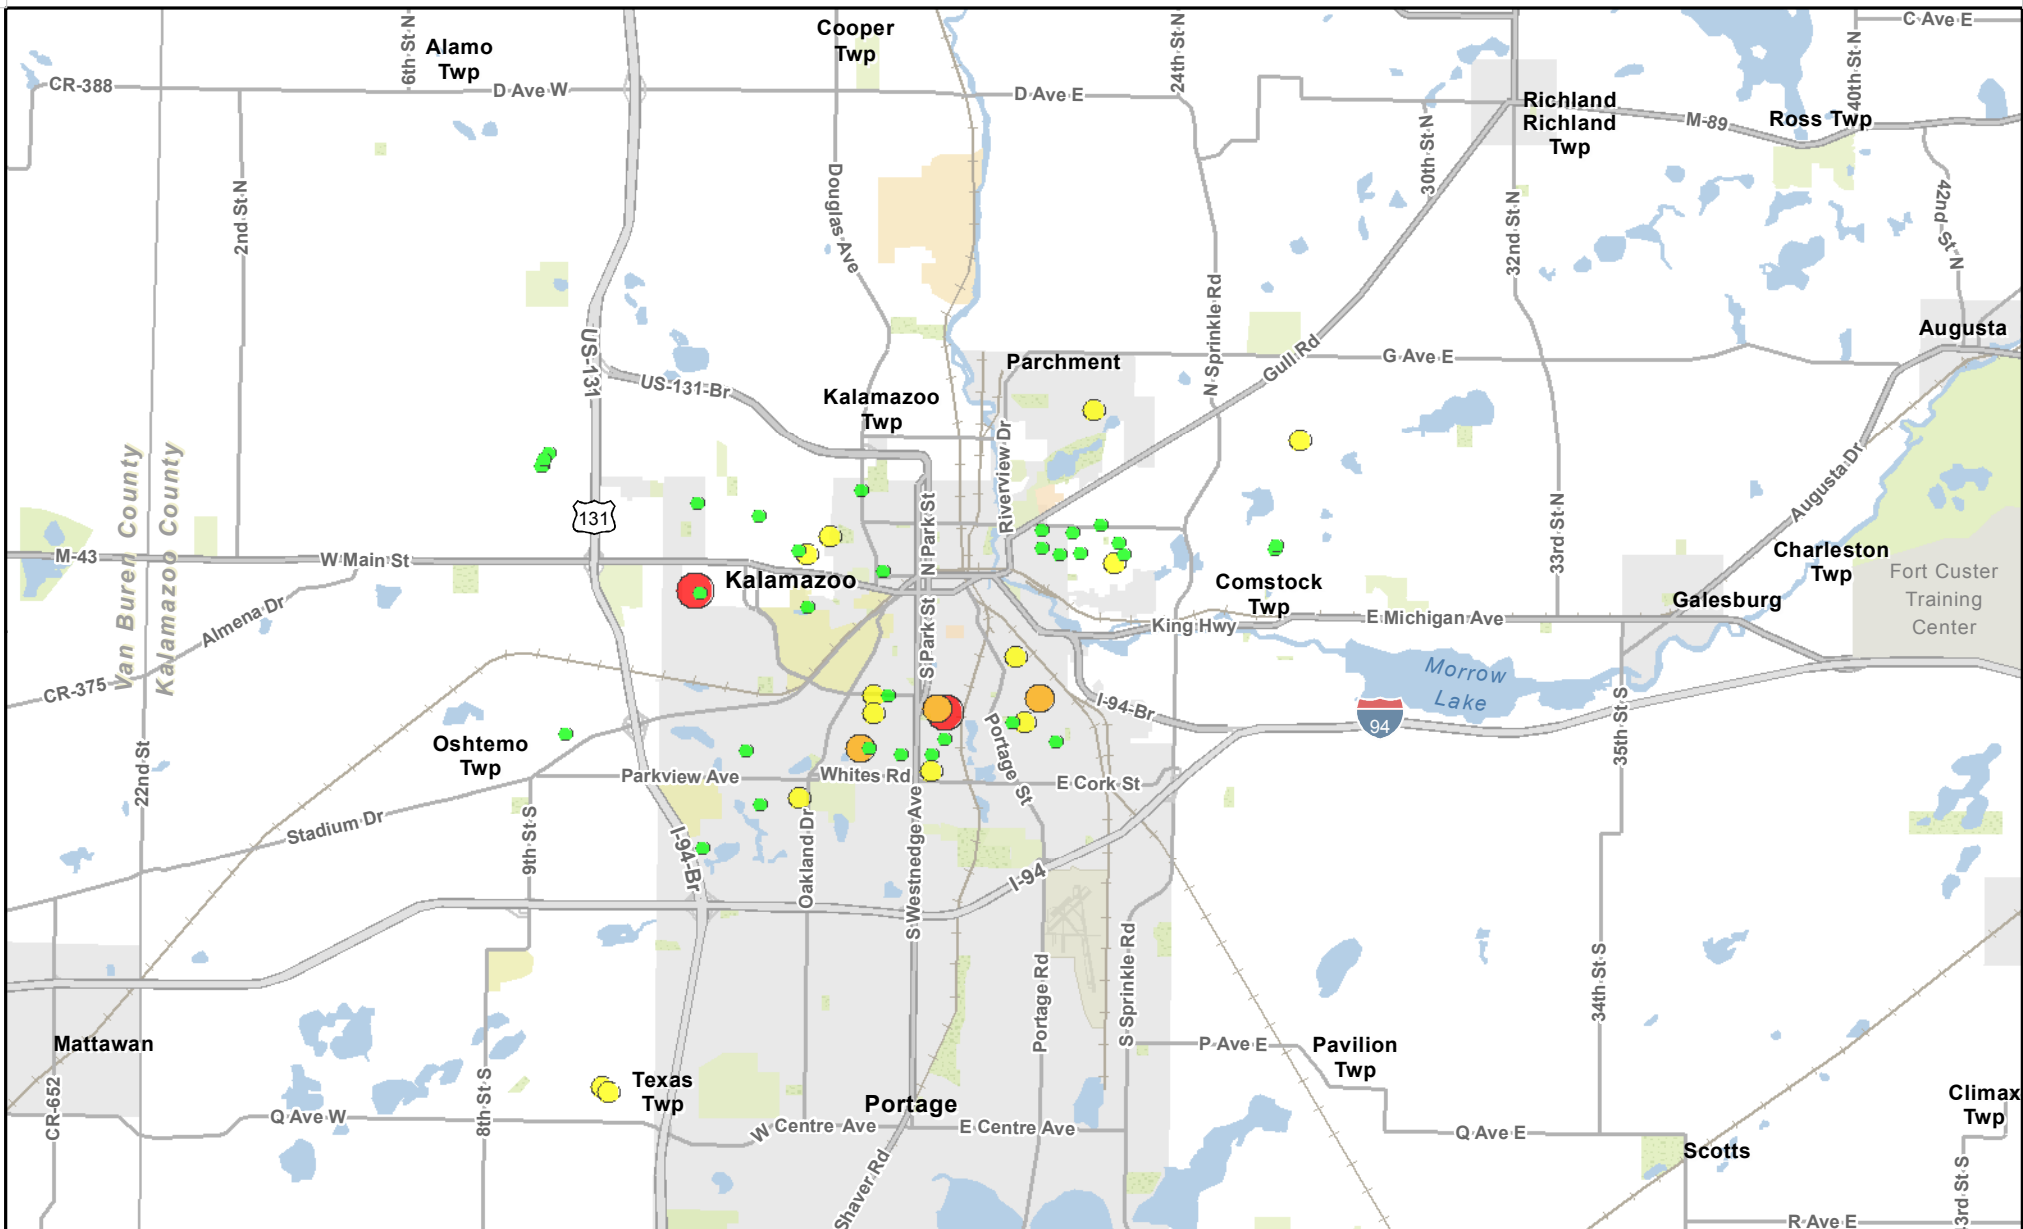 C Ave E
6th St N
Alamo
Twp
Cooper
Twp
24th St N
40th St N
CR-388
D Ave W
D Ave E
Richland
Richland
Twp
M-89
Ross Twp
30th St N
2nd St N
Douglas Ave
32nd St N
42nd St N
N Sprinkle Rd
US-131
US-131-Br
Parchment
Gull Rd
G Ave E
Augusta
Kalamazoo
Twp
Riverview Dr
Van Buren County
Kalamazoo County
Augusta Dr
131
N Park St
33rd St N
M-43
W Main St
Kalamazoo
Comstock
Twp
Charleston
Twp
Fort Custer
Training
Center
Galesburg
Almena Dr
S Park St
King Hwy
E Michigan Ave
CR-375
Morrow
Lake
I-94-Br
94
35th St S
Oshtemo
Twp
Portage St
22nd St
Parkview Ave
Whites Rd
E Cork St
Stadium Dr
9th St S
I-94-Br
Oakland Dr
S Westnedge Ave
I-94
34th St S
S Sprinkle Rd
Portage Rd
Mattawan
P Ave E
Pavilion
Twp
Texas
Twp
CR-652
8th St S
Q Ave W
Portage
W Centre Ave
E Centre Ave
Climax
Twp
Q Ave E
Scotts
Shaver Rd
3rd St S
R Ave E